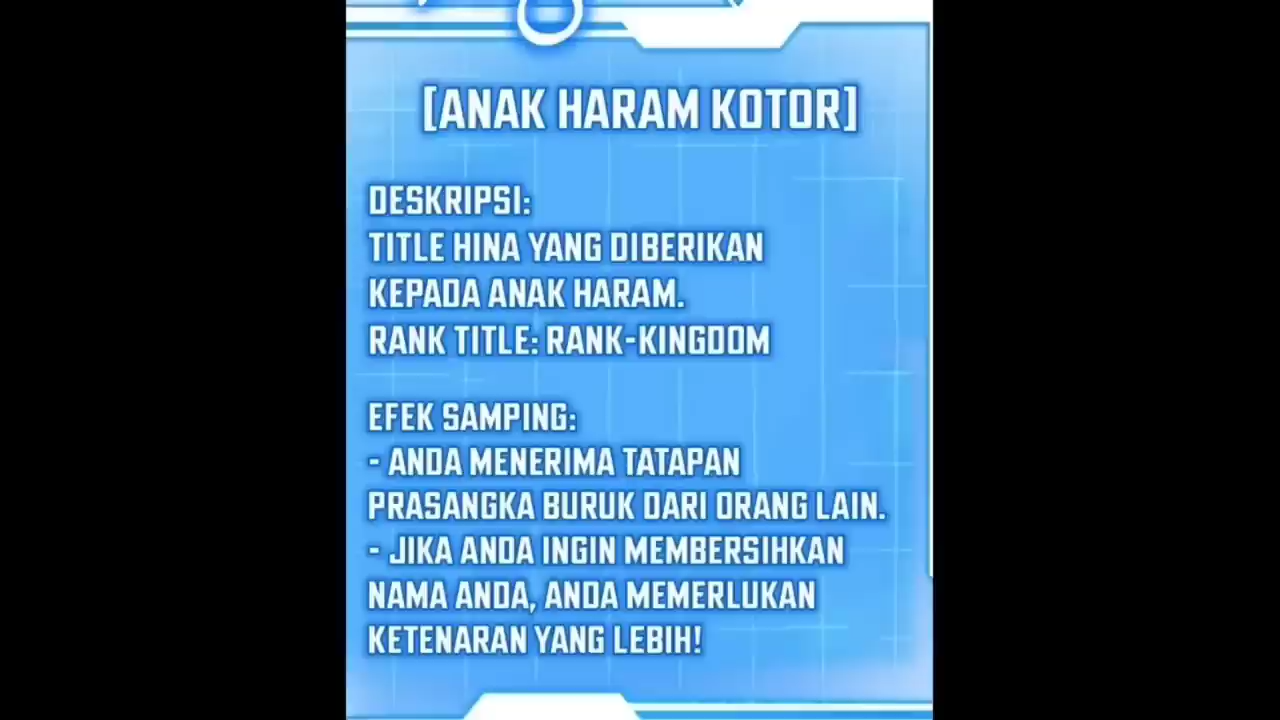 [ANAK HARAM KOTOR]
DESKRIPSI:
TITLE HINA YANG DIBERIKAN
KEPADA ANAK HARAM.
RANK TITLE: RANK-KINGDOM
EFEK SAMPING:
- ANDA MENERIMA TATAPAN
PRASANGKA BURUK DARI ORANG LAIN.
- JIKA ANDA INGIN MEMBERSIHKAN
NAMA ANDA, ANDA MEMERLUKAN
KETENARAN YANG LEBIH!